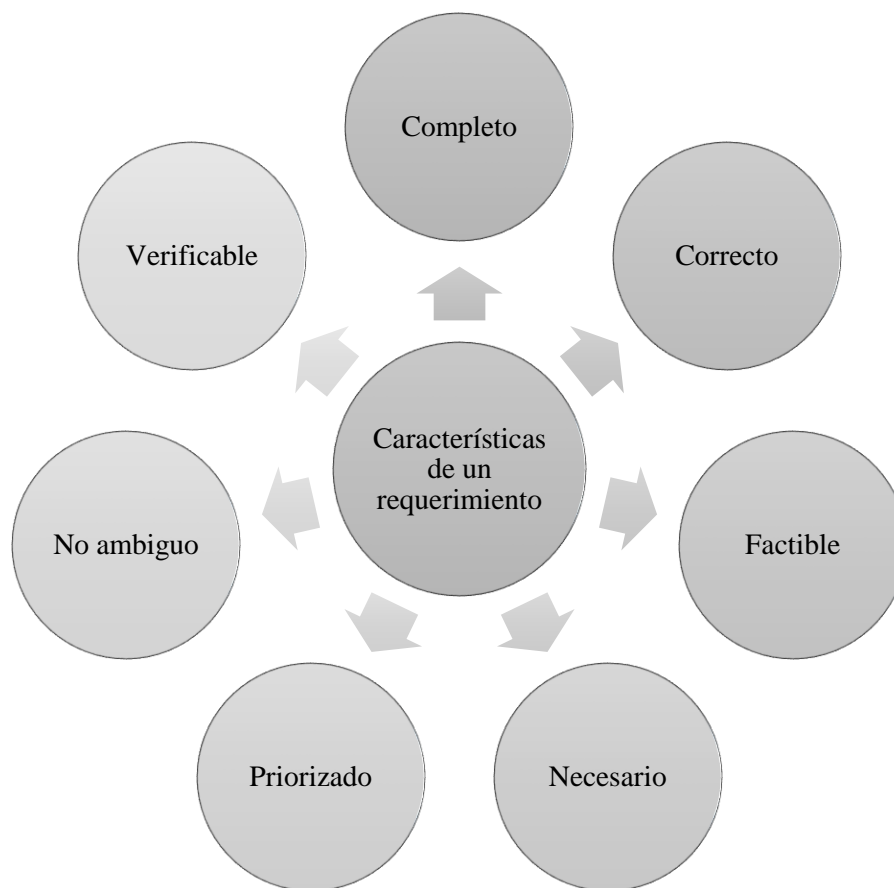 Completo
Correcto
Factible
Necesario
Priorizado
No ambiguo
Verificable
Características
de un
requerimiento